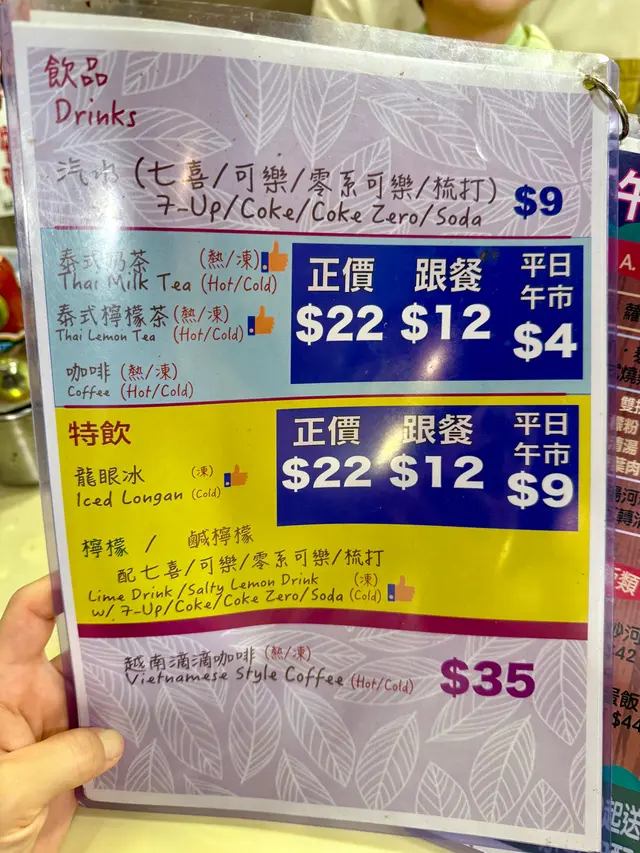 飲品
Drinks
汽水 (七喜/可樂/零系可樂/梳打)
7-Up/Coke/Coke Zero/Soda
$9
泰式奶茶 (熱/凍)
Thai Milk Tea (Hot/Cold)
泰式檸檬茶 (熱/凍)
Thai Lemon Tea (Hot/Cold)
咖啡 (熱/凍)
Coffee (Hot/Cold)
正價 跟餐 平日
午市
$22 $12 $4
特飲
龍眼冰 (凍)
Iced Longan (Cold)
正價 跟餐 平日
午市
$22 $12 $9
檸檬 / 鹹檸檬
配七喜/可樂/零系可樂/梳打
Lime Drink/Salty Lemon Drink (凍)
w/ 7-Up/Coke/Coke Zero/Soda (Cold)
越南滴滴咖啡 (熱/凍)
Vietnamese Style Coffee (Hot/Cold)
$35
午
A.
$44
起送